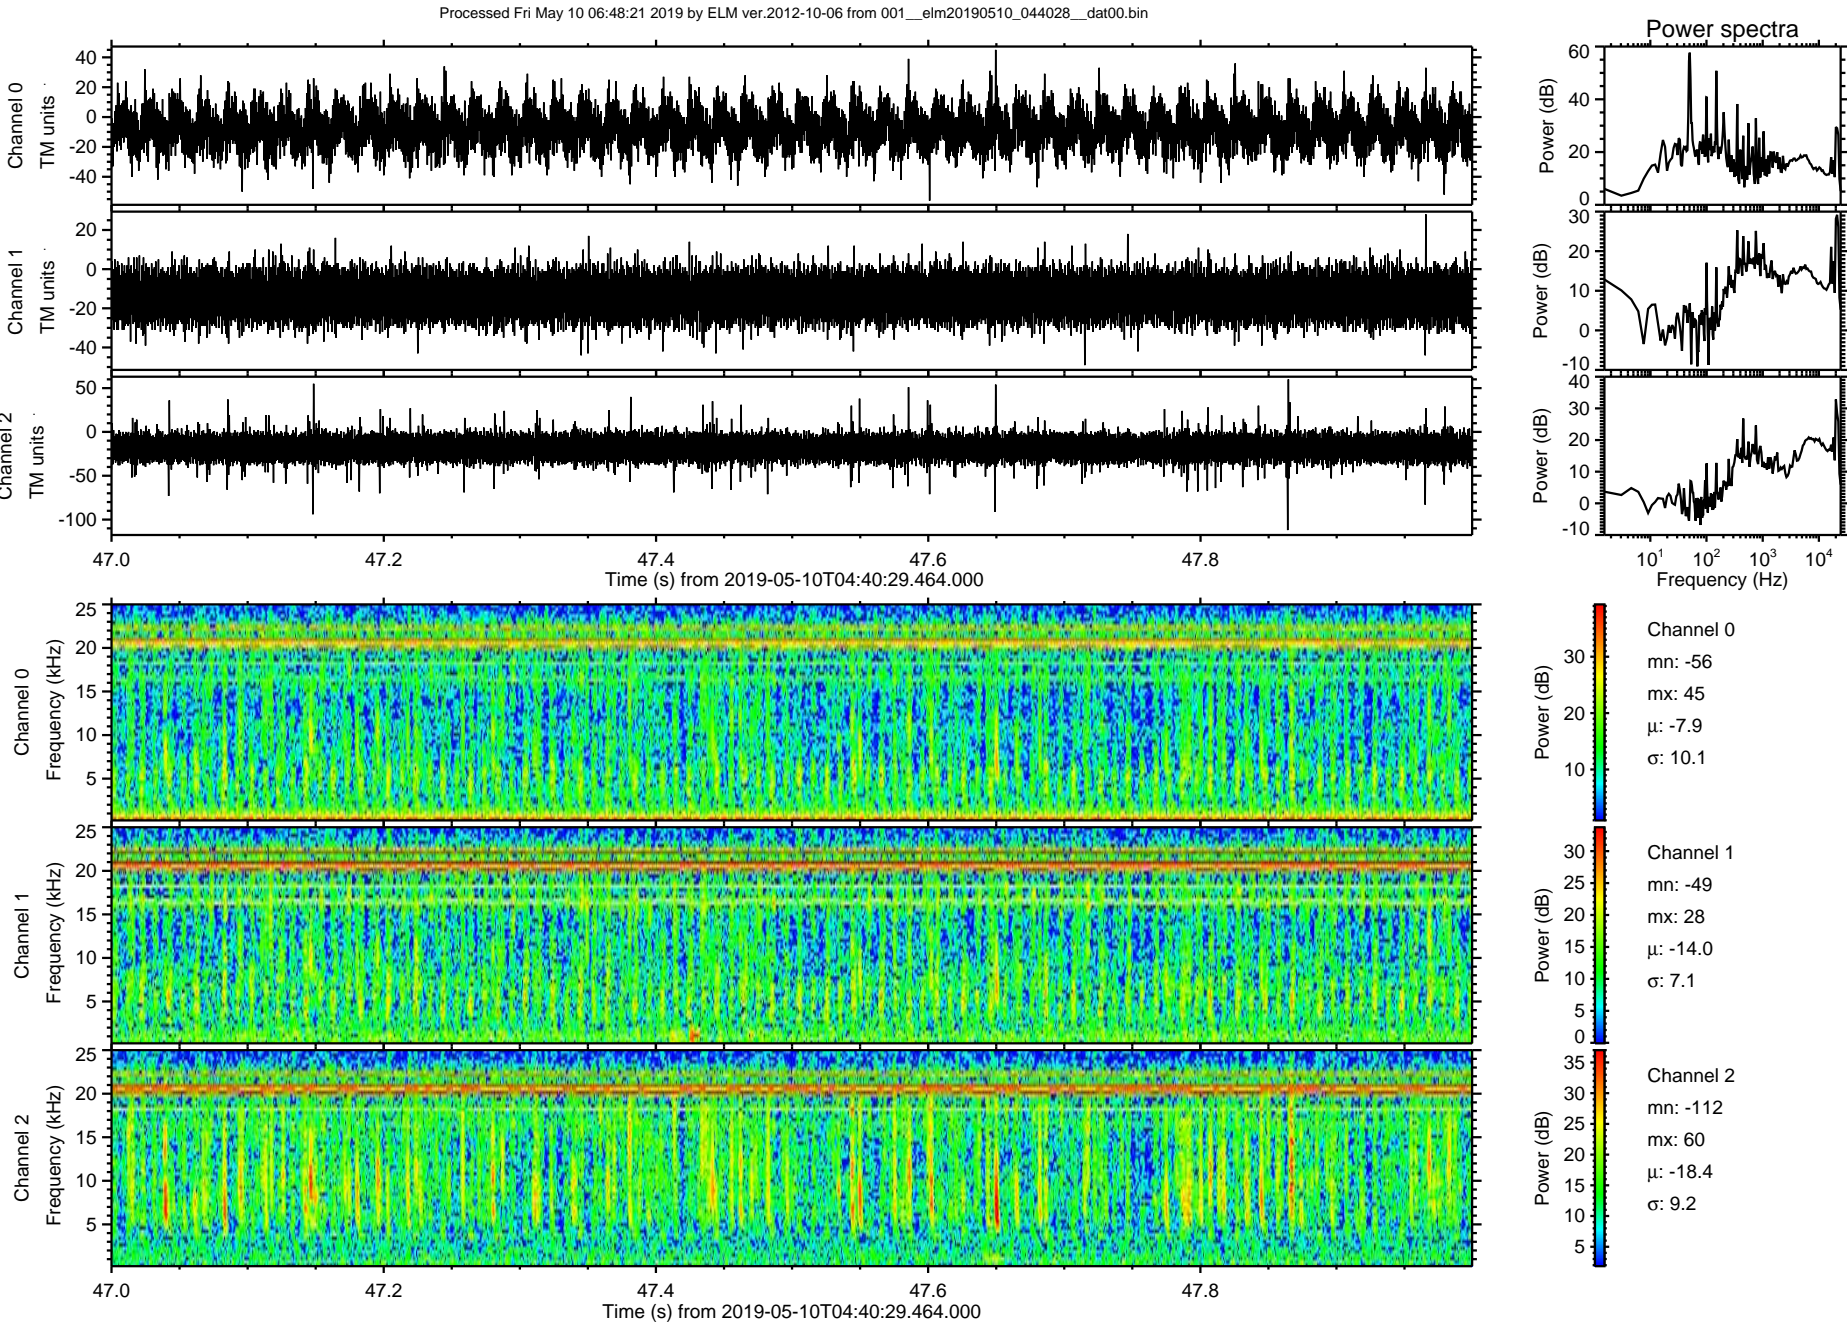 Processed Fri May 10 06:48:21 2019 by ELM ver.2012-10-06 from 001__elm20190510_044028__dat00.bin
Power spectra
Channel 0
TM units
40
20
0
-20
-40
Power (dB)
60
40
20
0
Channel 1
TM units
20
0
-20
-40
Power (dB)
30
20
10
0
-10
Channel 2
TM units
50
0
-50
-100
Power (dB)
40
30
20
10
0
-10
47.0 47.2 47.4 47.6 47.8
Time (s) from 2019-05-10T04:40:29.464.000
10^1 10^2 10^3 10^4
Frequency (Hz)
Channel 0
Frequency (kHz)
25
20
15
10
5
Power (dB)
30
20
10
Channel 0
mn: -56
mx: 45
μ: -7.9
σ: 10.1
Channel 1
Frequency (kHz)
25
20
15
10
5
Power (dB)
30
25
20
15
10
5
0
Channel 1
mn: -49
mx: 28
μ: -14.0
σ: 7.1
Channel 2
Frequency (kHz)
25
20
15
10
5
Power (dB)
35
30
25
20
15
10
5
Channel 2
mn: -112
mx: 60
μ: -18.4
σ: 9.2
47.0 47.2 47.4 47.6 47.8
Time (s) from 2019-05-10T04:40:29.464.000